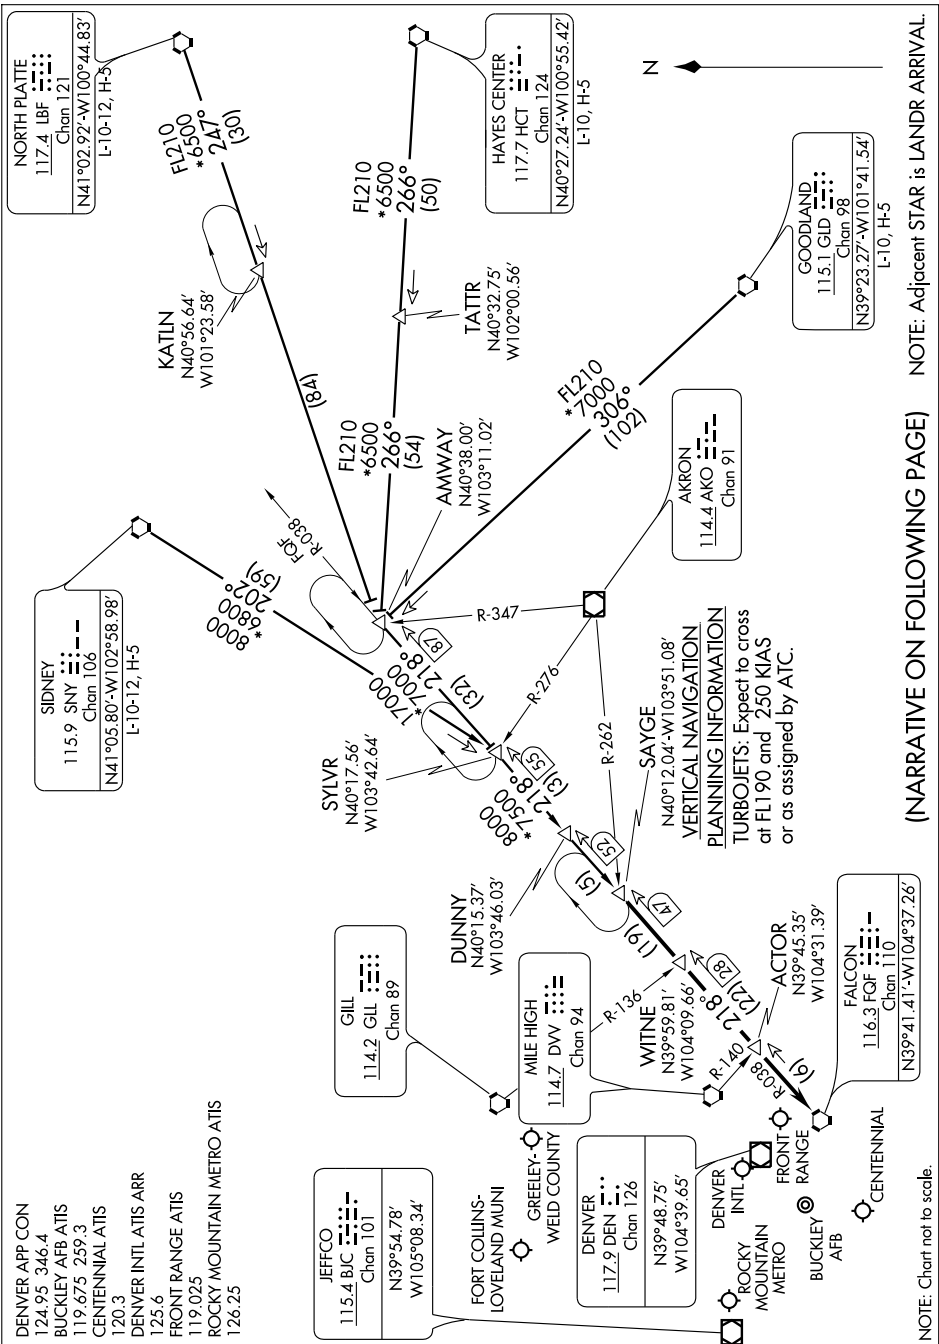 DENVER APP CON
124.95 346.4
BUCKLEY AFB ATIS
119.675 259.3
CENTENNIAL ATIS
120.3
DENVER INTL ATIS ARR
125.6
FRONT RANGE ATIS
119.025
ROCKY MOUNTAIN METRO ATIS
126.25
SIDNEY
115.9 SNY
Chan 106
N41°05.80'-W102°58.98'
L-10-12, H-5
NORTH PLATTE
117.4 LBF
Chan 121
N41°02.92'-W100°44.83'
L-10-12, H-5
FL210
*6500
247°
(30)
KATLN
N40°56.64'
W101°23.58'
(84)
8000
*6800
202°
(59)
FQF
R-038
FL210
*6500
266°
(50)
FL210
*6500
266°
(54)
TATTR
N40°32.75'
W102°00.56'
HAYES CENTER
117.7 HCT
Chan 124
N40°27.24'-W100°55.42'
L-10, H-5
N
AMWAY
N40°38.00'
W103°11.02'
87
17000
*7000
218°
(32)
SYLVR
N40°17.56'
W103°42.64'
R-347
FL210
*7000
306°
(102)
GOODLAND
115.1 GLD
Chan 98
N39°23.27'-W101°41.54'
L-10, H-5
AKRON
114.4 AKO
Chan 91
R-276
R-262
55
8000
*7500
218°
(3)
DUNNY
N40°15.37'
W103°46.03'
52
(5)
SAYGE
N40°12.04'-W103°51.08'
VERTICAL NAVIGATION
PLANNING INFORMATION
TURBOJETS: Expect to cross
at FL190 and 250 KIAS
or as assigned by ATC.
47
(19)
GILL
114.2 GLL
Chan 89
R-136
WITNE
N39°59.81'
W104°09.66'
28
218°
(22)
MILE HIGH
114.7 DVV
Chan 94
R-140
ACTOR
N39°45.35'
W104°31.39'
R-038
(6)
FALCON
116.3 FQF
Chan 110
N39°41.41'-W104°37.26'
JEFFCO
115.4 BJC
Chan 101
N39°54.78'
W105°08.34'
FORT COLLINS-
LOVELAND MUNI
GREELEY-
WELD COUNTY
DENVER
117.9 DEN
Chan 126
N39°48.75'
W104°39.65'
DENVER
INTL
FRONT
RANGE
ROCKY
MOUNTAIN
METRO
BUCKLEY
AFB
CENTENNIAL
NOTE: Chart not to scale.
(NARRATIVE ON FOLLOWING PAGE)
NOTE: Adjacent STAR is LANDR ARRIVAL.